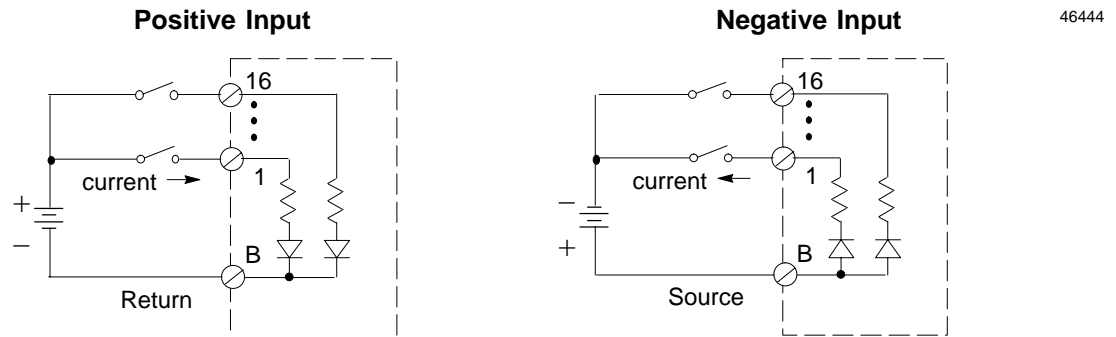 Positive Input
Negative Input
46444
16
16
1
1
current
current
+
−
−
+
B
B
Return
Source